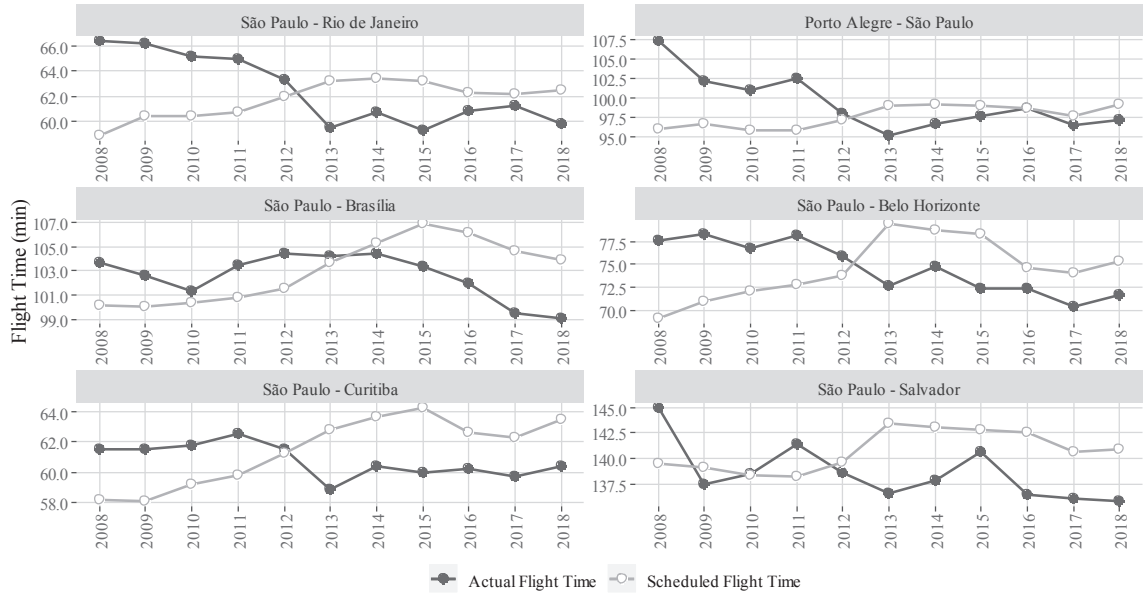 São Paulo - Rio de Janeiro
66.0
64.0
62.0
60.0
2008 2009 2010 2011 2012 2013 2014 2015 2016 2017 2018
Porto Alegre - São Paulo
107.5
105.0
102.5
100.0
97.5
95.0
2008 2009 2010 2011 2012 2013 2014 2015 2016 2017 2018
Flight Time (min)
São Paulo - Brasília
107.0
105.0
103.0
101.0
99.0
2008 2009 2010 2011 2012 2013 2014 2015 2016 2017 2018
São Paulo - Belo Horizonte
77.5
75.0
72.5
70.0
2008 2009 2010 2011 2012 2013 2014 2015 2016 2017 2018
São Paulo - Curitiba
64.0
62.0
60.0
58.0
2008 2009 2010 2011 2012 2013 2014 2015 2016 2017 2018
São Paulo - Salvador
145.0
142.5
140.0
137.5
2008 2009 2010 2011 2012 2013 2014 2015 2016 2017 2018
Actual Flight Time Scheduled Flight Time